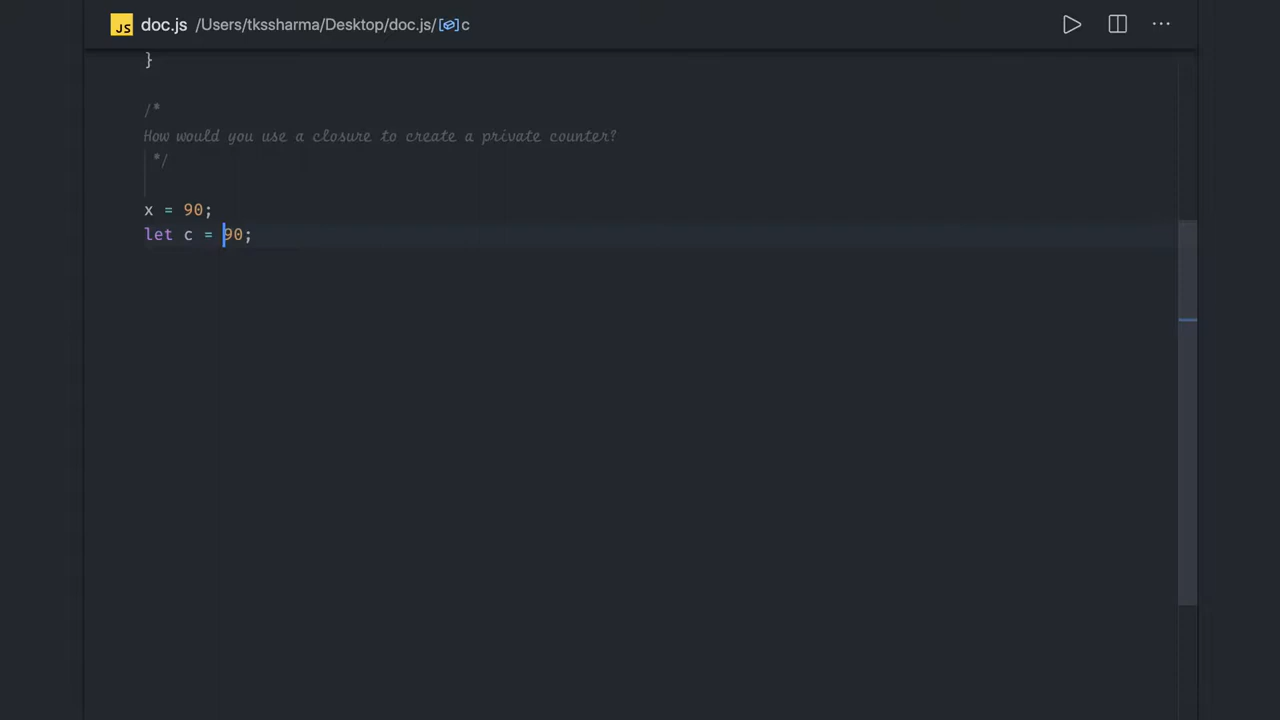 JS doc.js /Users/tkssharma/Desktop/doc.js/c
}
/*
How would you use a closure to create a private counter?
*/
x = 90;
let c = 90;